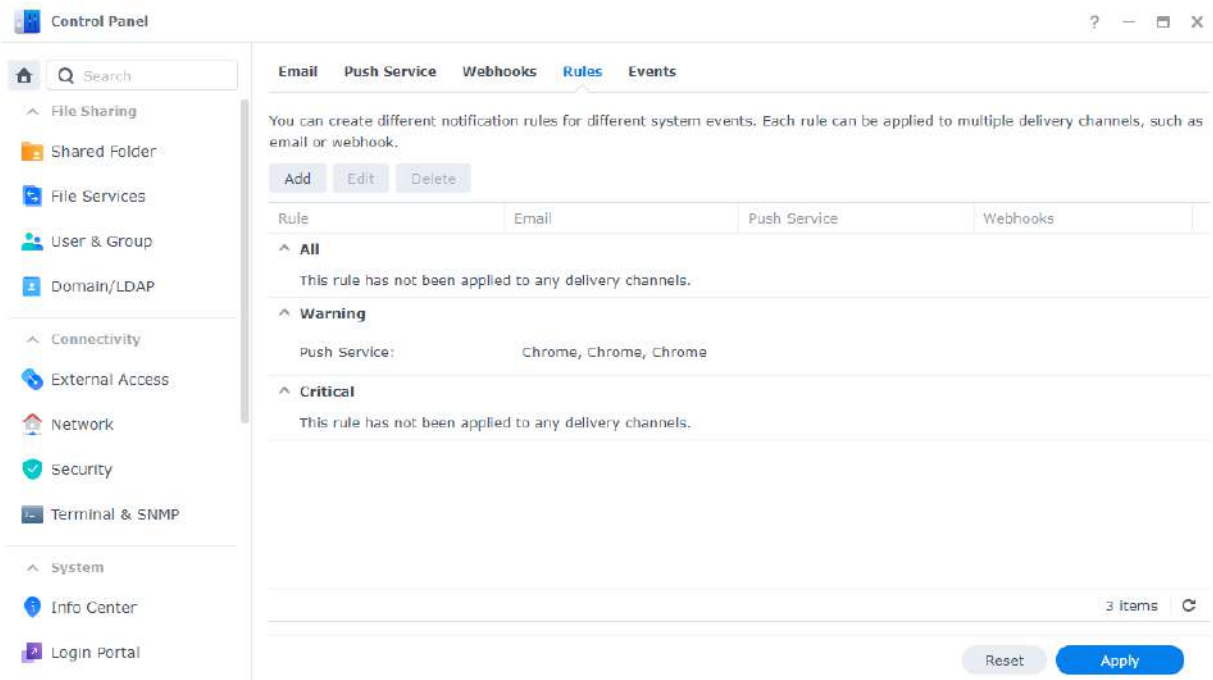 Control Panel
?
Search
File Sharing
Shared Folder
File Services
User & Group
Domain/LDAP
Connectivity
External Access
Network
Security
Terminal & SNMP
System
Info Center
Login Portal
Email Push Service Webhooks Rules Events
You can create different notification rules for different system events. Each rule can be applied to multiple delivery channels, such as
email or webhook.
Add Edit Delete
Rule Email Push Service Webhooks
All
This rule has not been applied to any delivery channels.
Warning
Push Service: Chrome, Chrome, Chrome
Critical
This rule has not been applied to any delivery channels.
3 items
Reset Apply